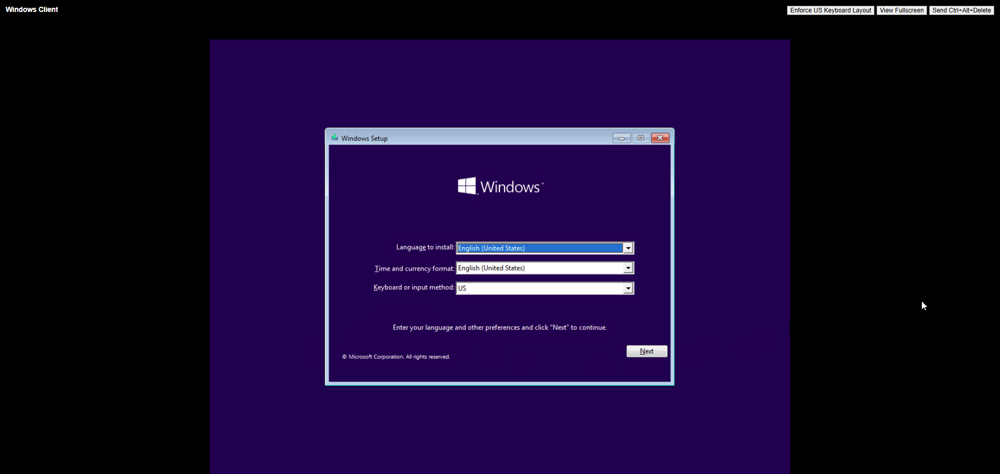 Windows Client
Enforce US Keyboard Layout View Fullscreen Send Ctrl+Alt+Delete
Windows Setup
Windows
Language to install: English (United States)
Time and currency format: English (United States)
Keyboard or input method: US
Enter your language and other preferences and click "Next" to continue.
Next
© Microsoft Corporation. All rights reserved.